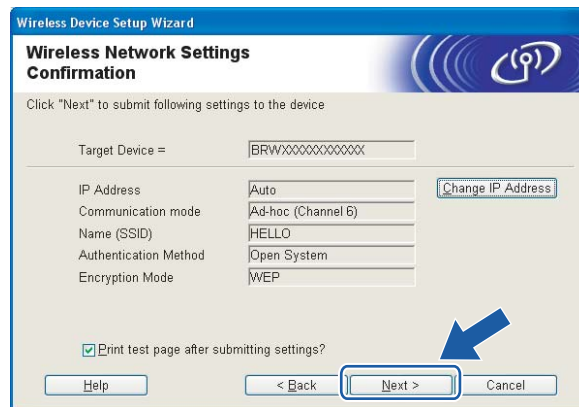 Wireless Device Setup Wizard
Wireless Network Settings
Confirmation
Click "Next" to submit following settings to the device
Target Device = BRWXXXXXXXXXXXX
IP Address Auto Change IP Address
Communication mode Ad-hoc (Channel 6)
Name (SSID) HELLO
Authentication Method Open System
Encryption Mode WEP
Print test page after submitting settings?
Help < Back Next > Cancel